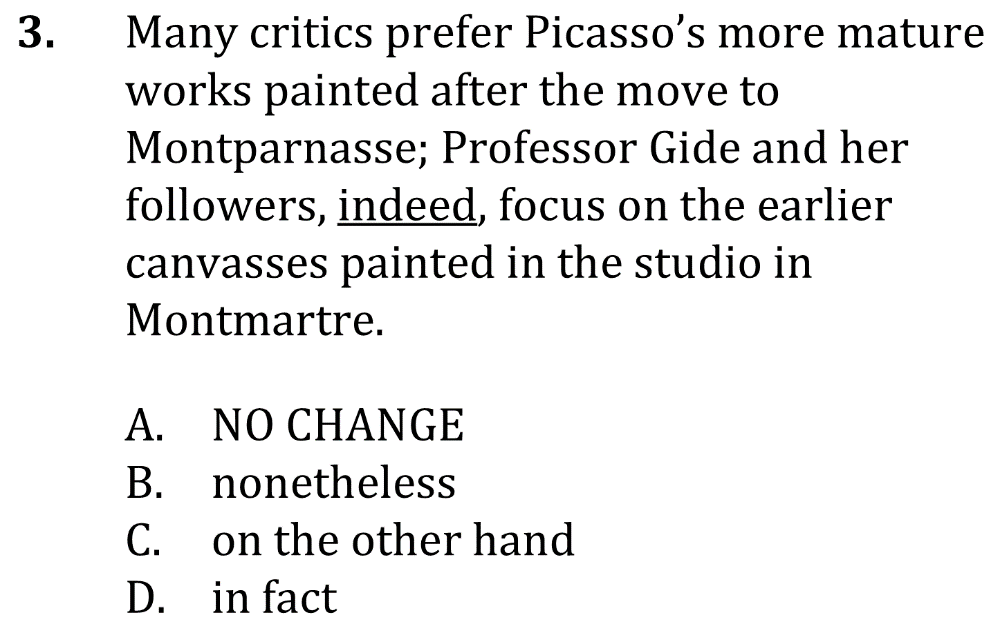 3. Many critics prefer Picasso’s more mature
works painted after the move to
Montparnasse; Professor Gide and her
followers, indeed, focus on the earlier
canvasses painted in the studio in
Montmartre.
A. NO CHANGE
B. nonetheless
C. on the other hand
D. in fact